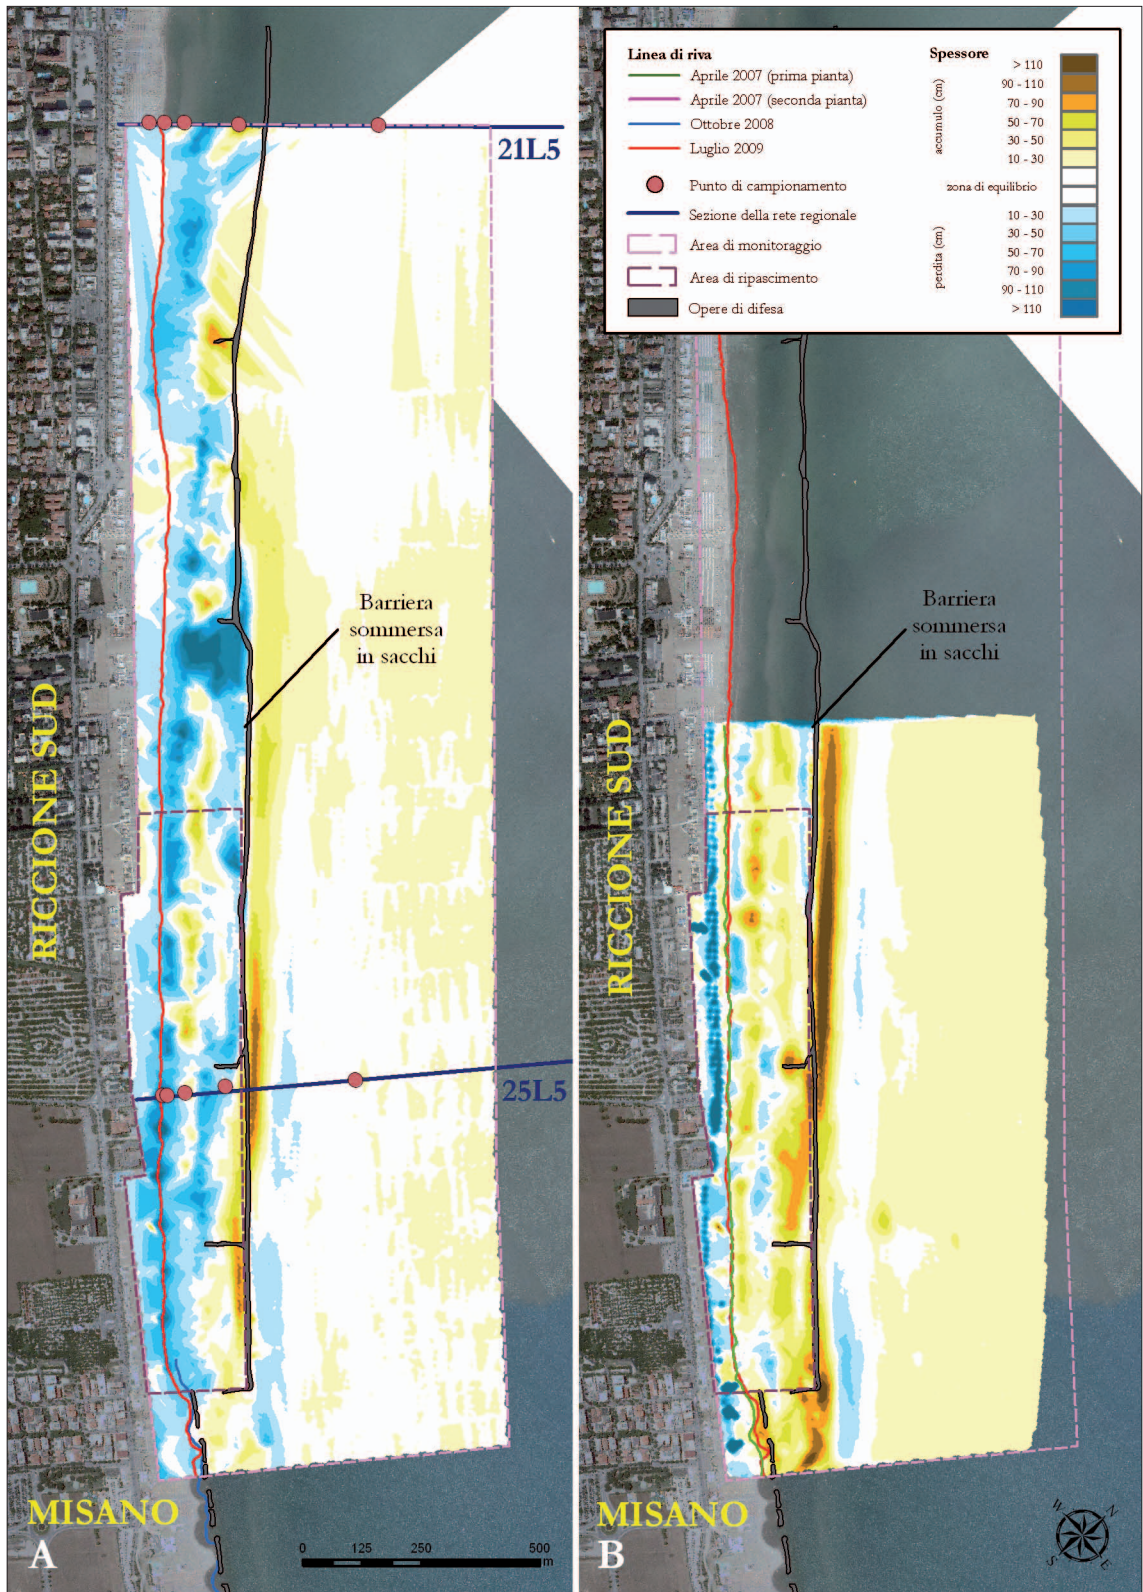 Linea di riva
Aprile 2007 (prima pianta)
Aprile 2007 (seconda pianta)
Ottobre 2008
Luglio 2009
Punto di campionamento
Sezione della rete regionale
Area di monitoraggio
Area di ripascimento
Opere di difesa
Spessore
accumulo (cm)
> 110
90 - 110
70 - 90
50 - 70
30 - 50
10 - 30
zona di equilibrio
perdita (cm)
10 - 30
30 - 50
50 - 70
70 - 90
90 - 110
> 110
21L5
Barriera
sommersa
in sacchi
RICCIONE SUD
25L5
MISANO
A
0 125 250 500
m
Barriera
sommersa
in sacchi
RICCIONE SUD
MISANO
B
W N
S E